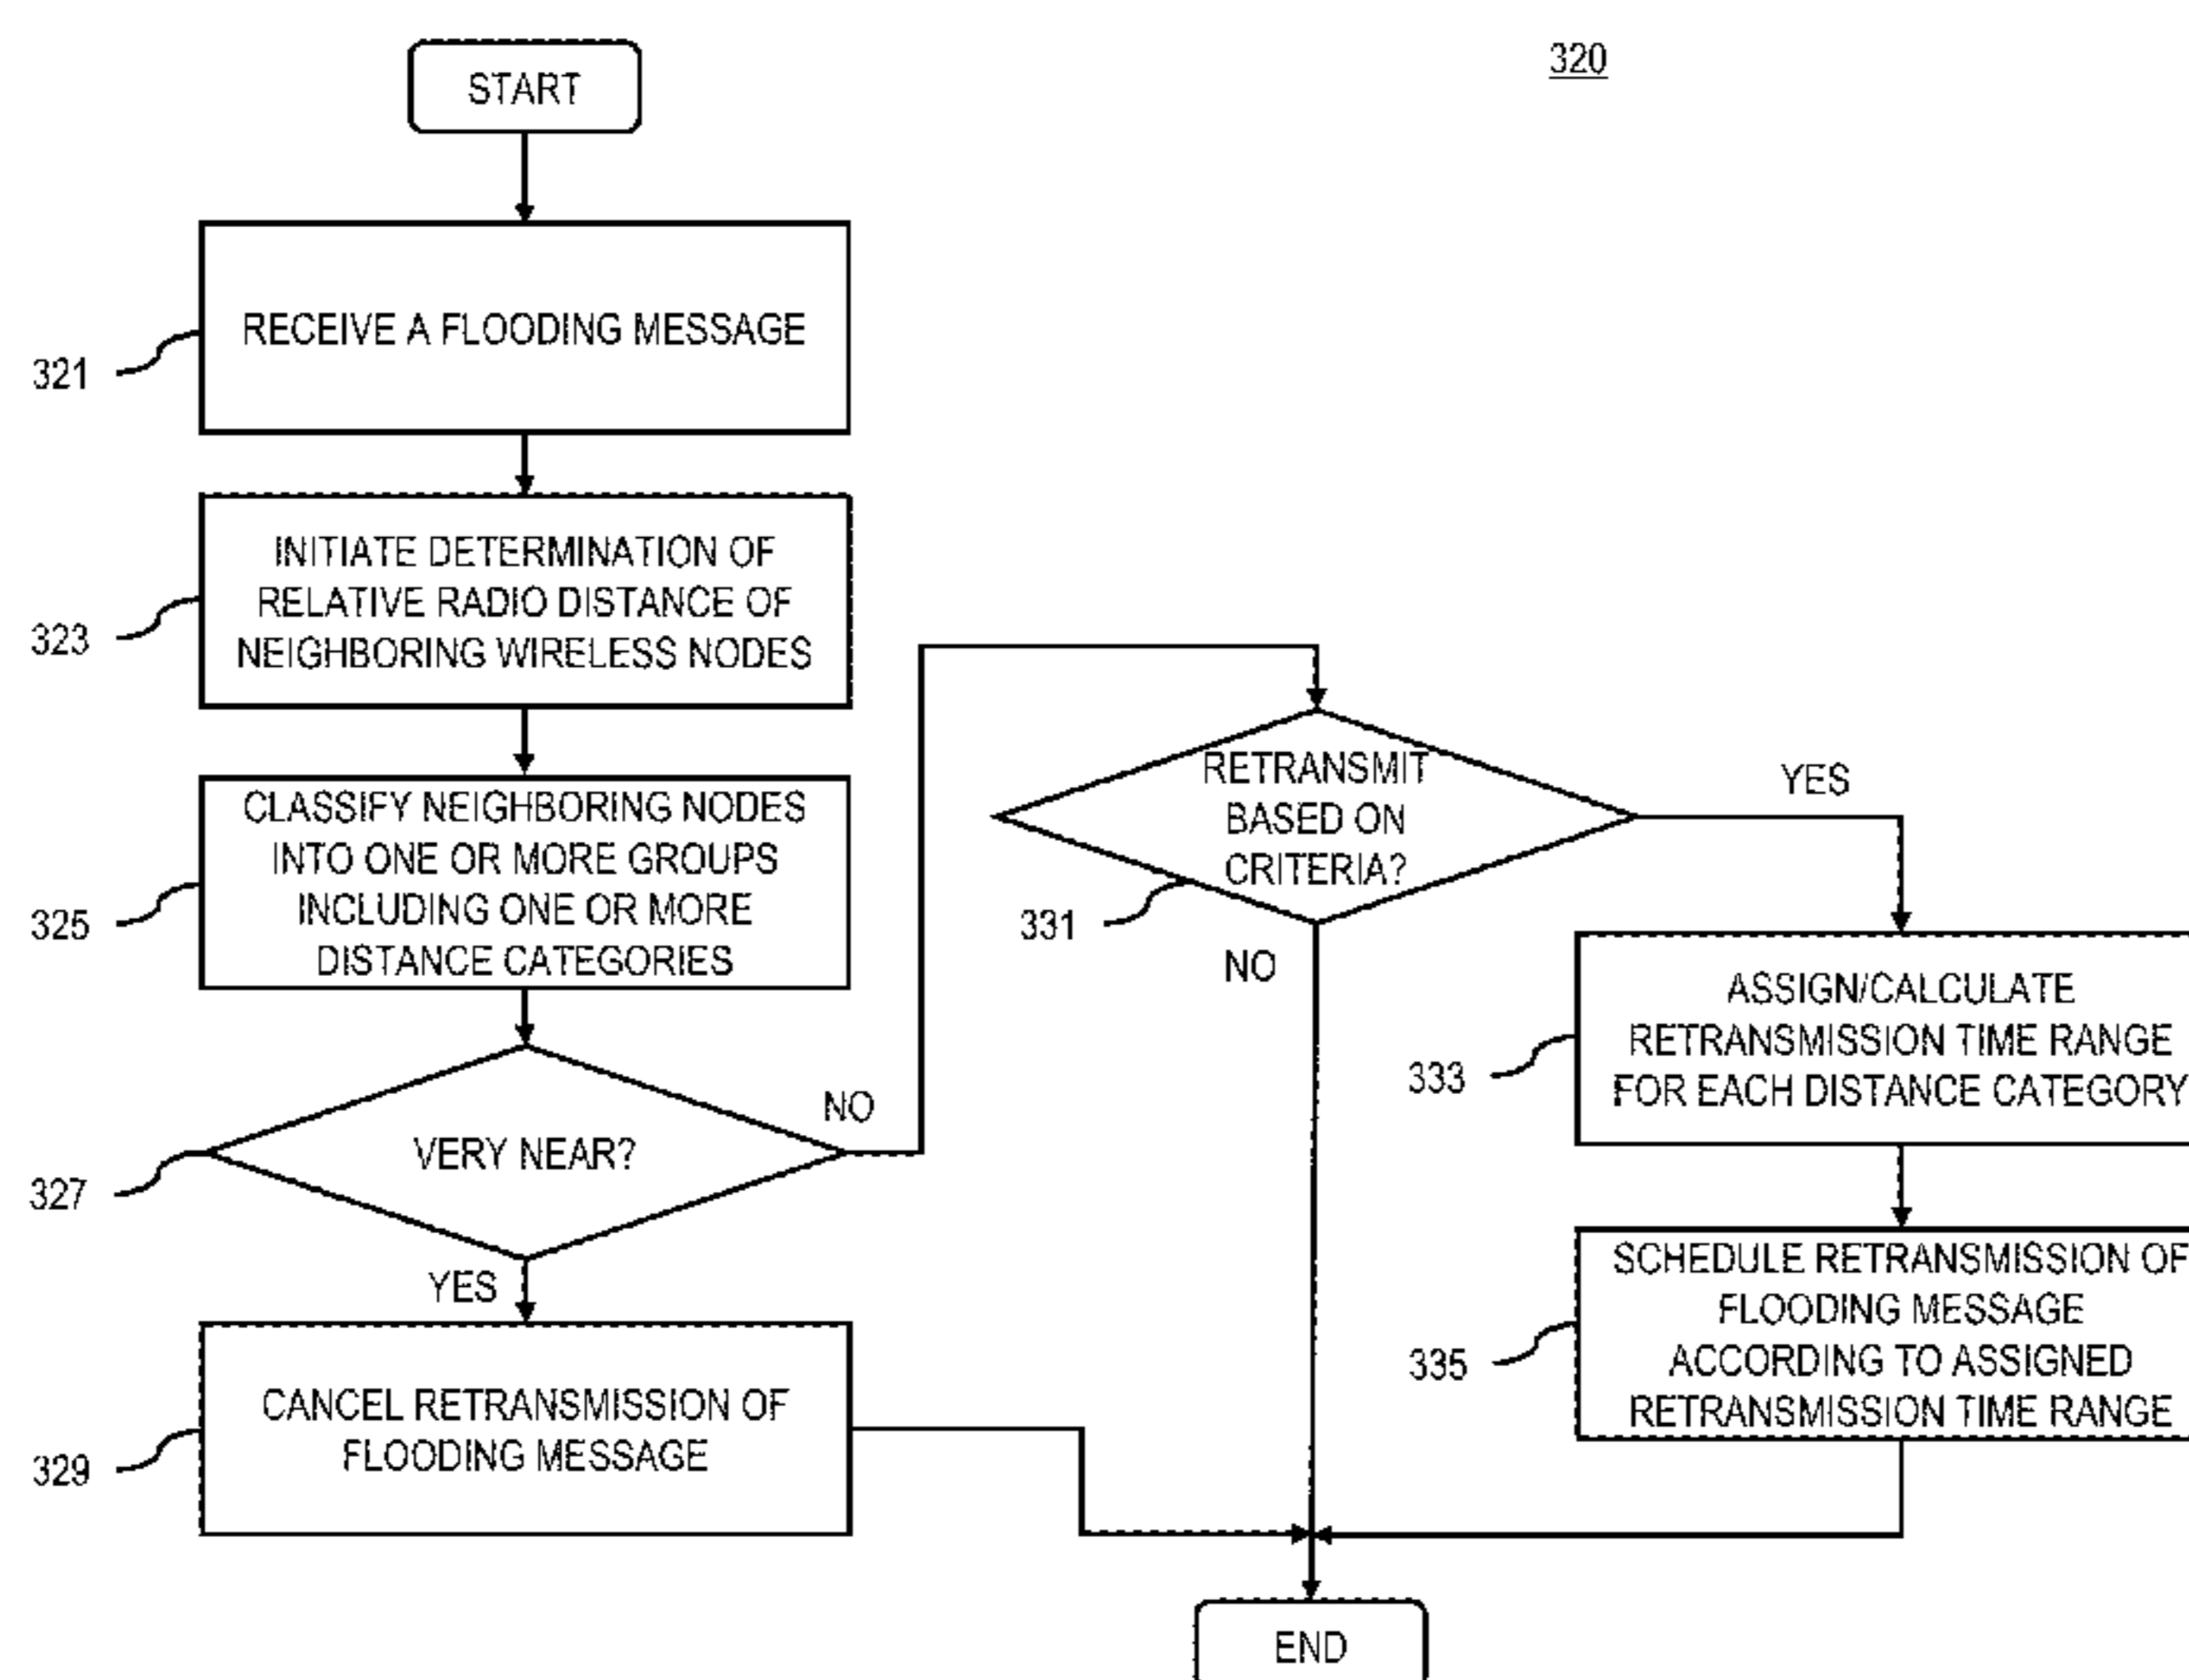 320
START
RECEIVE A FLOODING MESSAGE
321
INITIATE DETERMINATION OF
RELATIVE RADIO DISTANCE OF
NEIGHBORING WIRELESS NODES
323
CLASSIFY NEIGHBORING NODES
INTO ONE OR MORE GROUPS
INCLUDING ONE OR MORE
DISTANCE CATEGORIES
325
VERY NEAR?
NO
327
YES
CANCEL RETRANSMISSION OF
FLOODING MESSAGE
329
RETRANSMIT
BASED ON
CRITERIA?
YES
331
NO
ASSIGN/CALCULATE
RETRANSMISSION TIME RANGE
FOR EACH DISTANCE CATEGORY
333
SCHEDULE RETRANSMISSION OF
FLOODING MESSAGE
ACCORDING TO ASSIGNED
RETRANSMISSION TIME RANGE
335
END